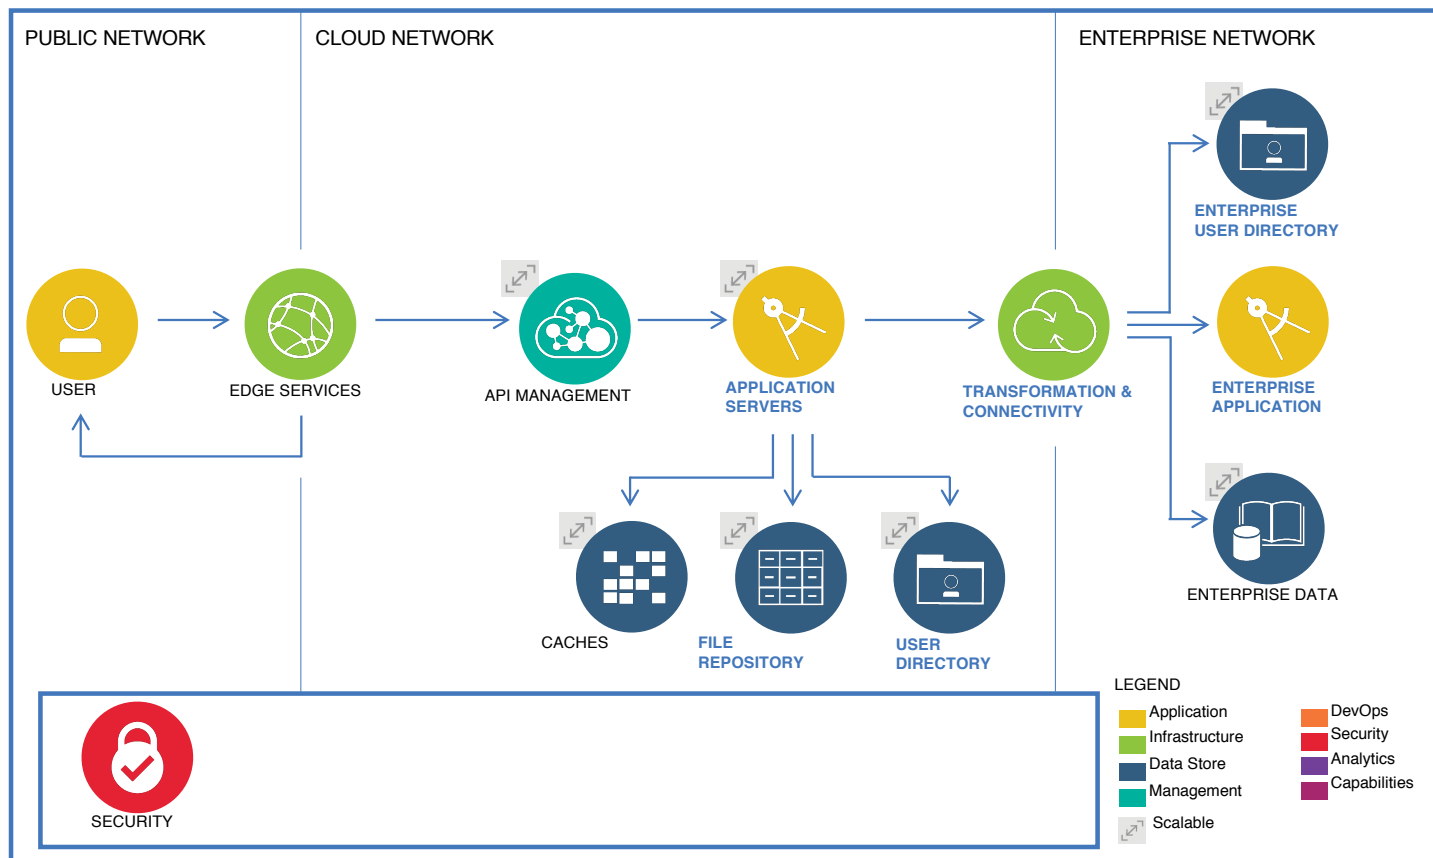 PUBLIC NETWORK
CLOUD NETWORK
ENTERPRISE NETWORK
ENTERPRISE
USER DIRECTORY
USER
EDGE SERVICES
API MANAGEMENT
APPLICATION
SERVERS
TRANSFORMATION &
CONNECTIVITY
ENTERPRISE
APPLICATION
CACHES
FILE
REPOSITORY
USER
DIRECTORY
ENTERPRISE DATA
SECURITY
LEGEND
Application
Infrastructure
Data Store
Management
Scalable
DevOps
Security
Analytics
Capabilities